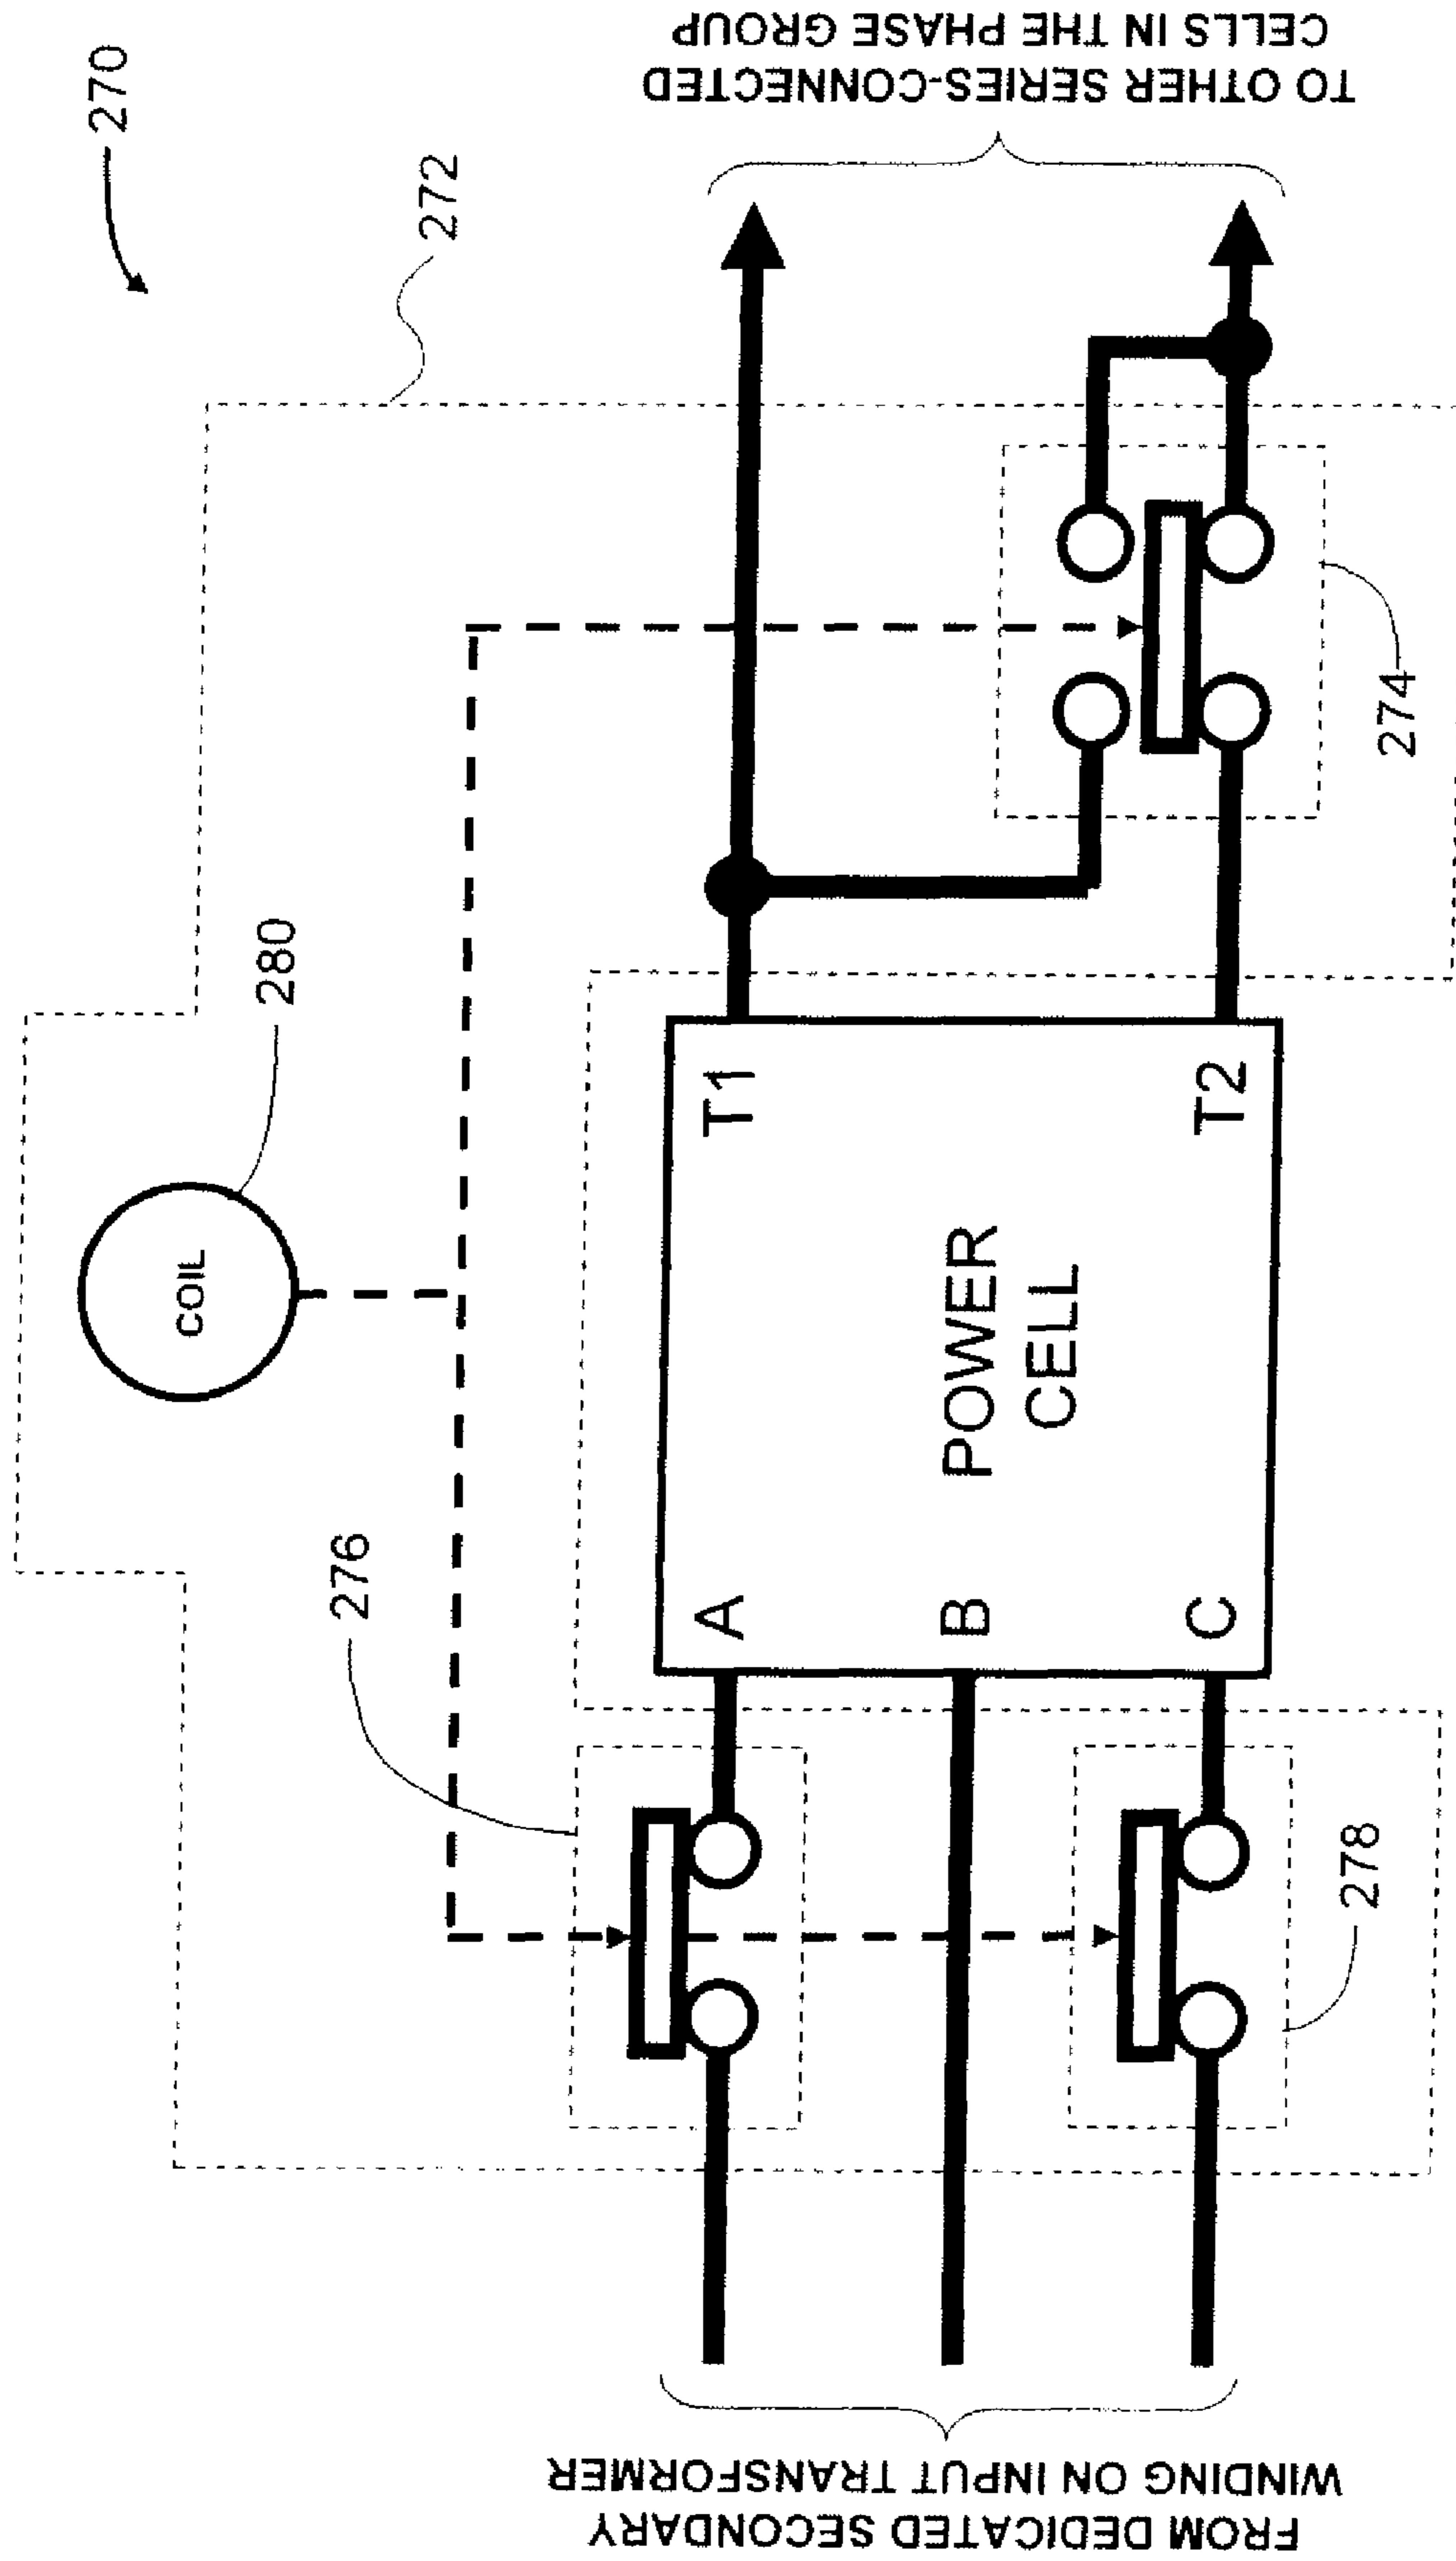 270
272
COIL
280
276
A
B
C
POWER
CELL
T1
T2
274
278
FROM DEDICATED SECONDARY
WINDING ON INPUT TRANSFORMER
TO OTHER SERIES-CONNECTED
CELLS IN THE PHASE GROUP